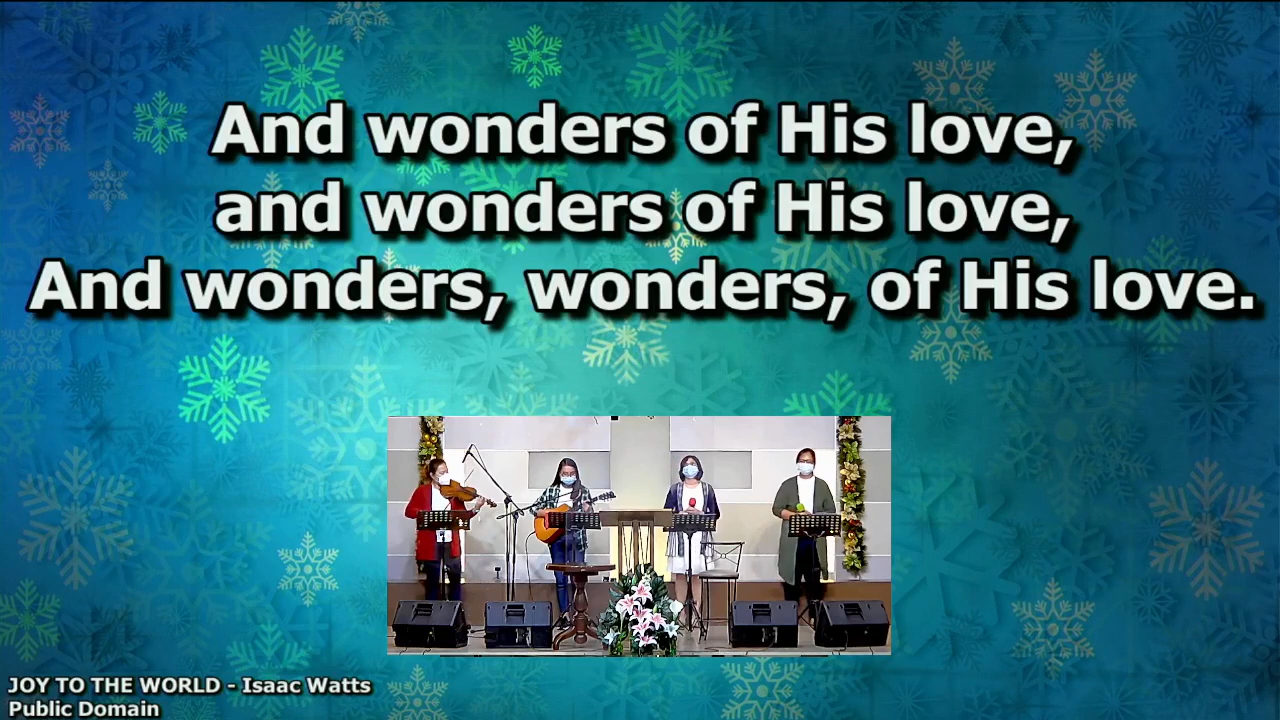 And wonders of His love,
and wonders of His love,
And wonders, wonders, of His love.
JOY TO THE WORLD - Isaac Watts
Public Domain